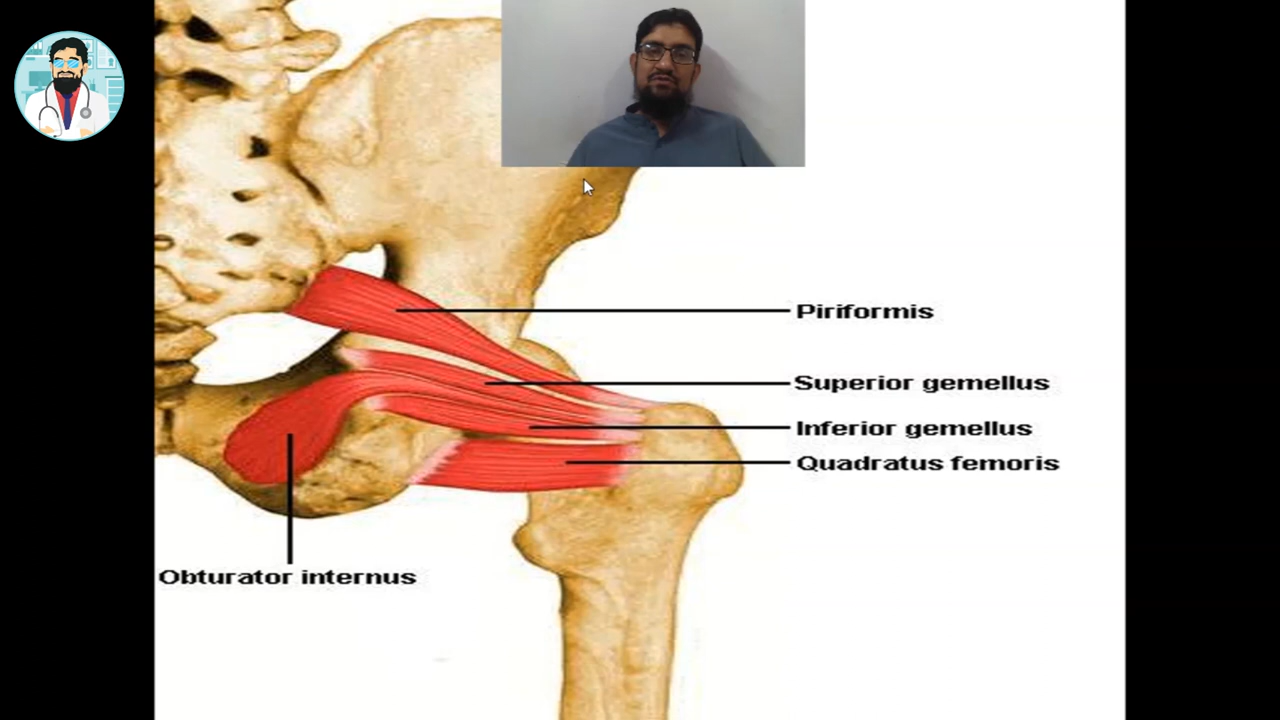 Piriformis
Superior gemellus
Inferior gemellus
Quadratus femoris
Obturator internus